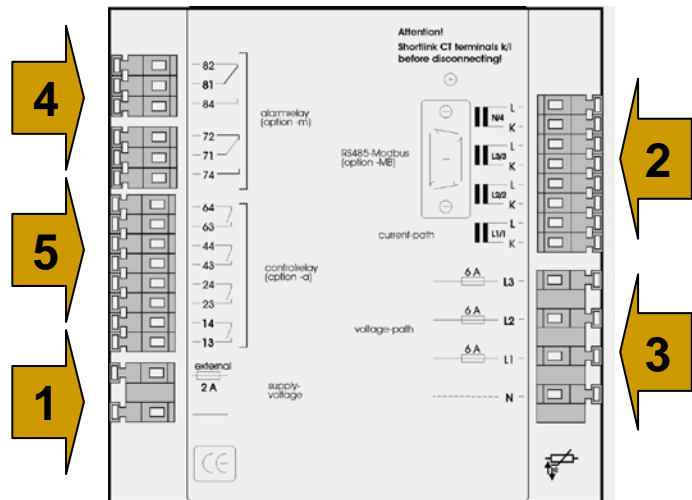 Attention!
Shortlink CT terminals k/l
before disconnecting!
4
82
81
84
alarmrelay
(option -m)
72
71
74
RS485-Modbus
(option -MB)
L
N/4
K
L
L3/3
K
L
L2/2
K
L
L1/1
K
current-path
2
5
64
63
44
43
24
23
14
13
controlrelay
(option -a)
6 A
L3
6 A
L2
voltage-path
6 A
L1
N
3
1
external
2 A
supply-
voltage
CE